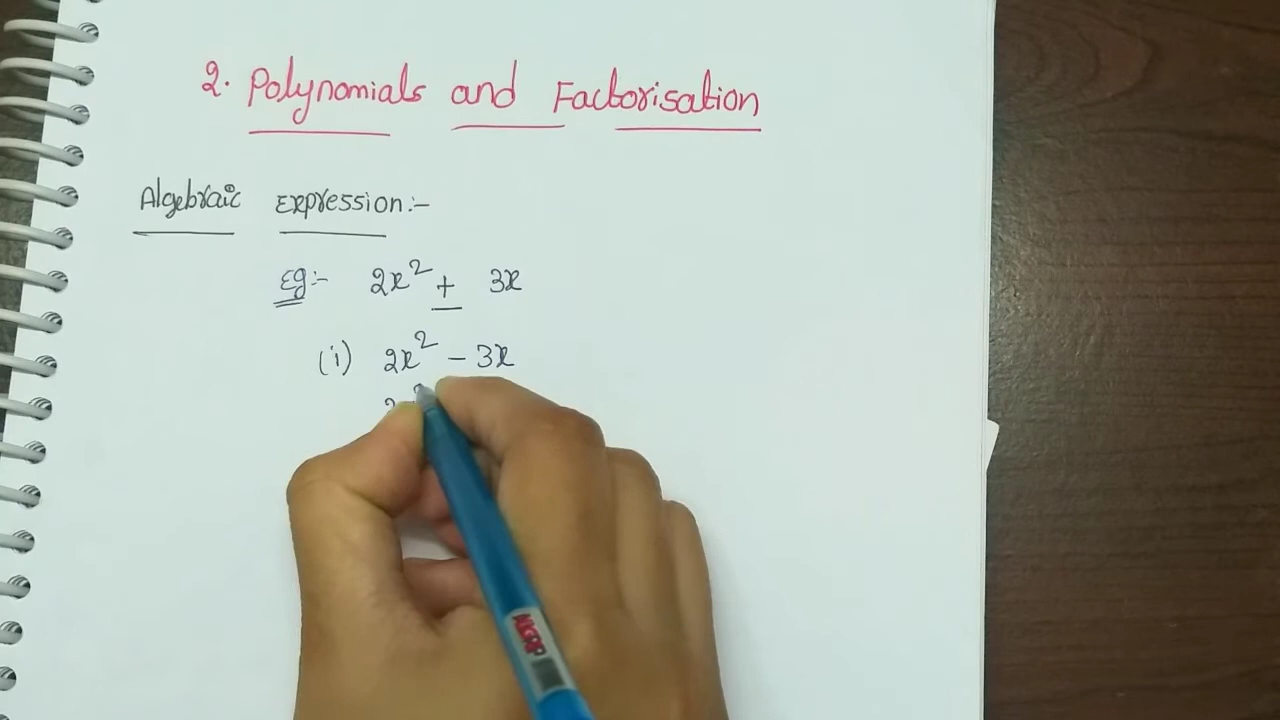 2. Polynomials and Factorisation
Algebraic Expression:-
Eg:- 2x² + 3x
(i) 2x² - 3x